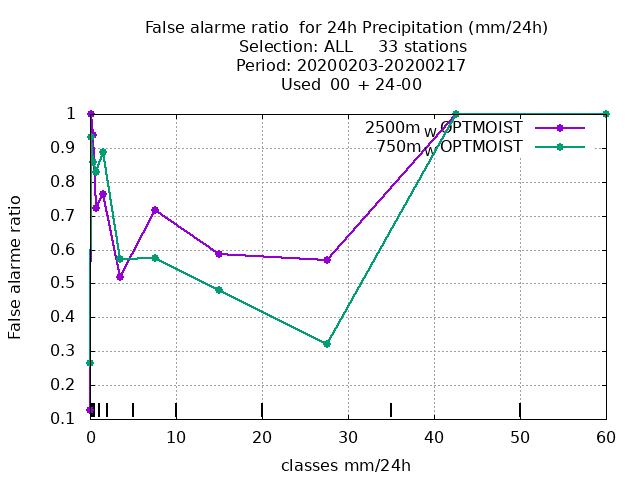 False alarme ratio  for 24h Precipitation (mm/24h)
Selection: ALL     33 stations
Period: 20200203-20200217
Used  00 + 24-00
2500m WOPTMOIST
750m WOPTMOIST
1
0.9
0.8
0.7
0.6
0.5
0.4
0.3
0.2
0.1
False alarme ratio
0 10 20 30 40 50 60
classes mm/24h